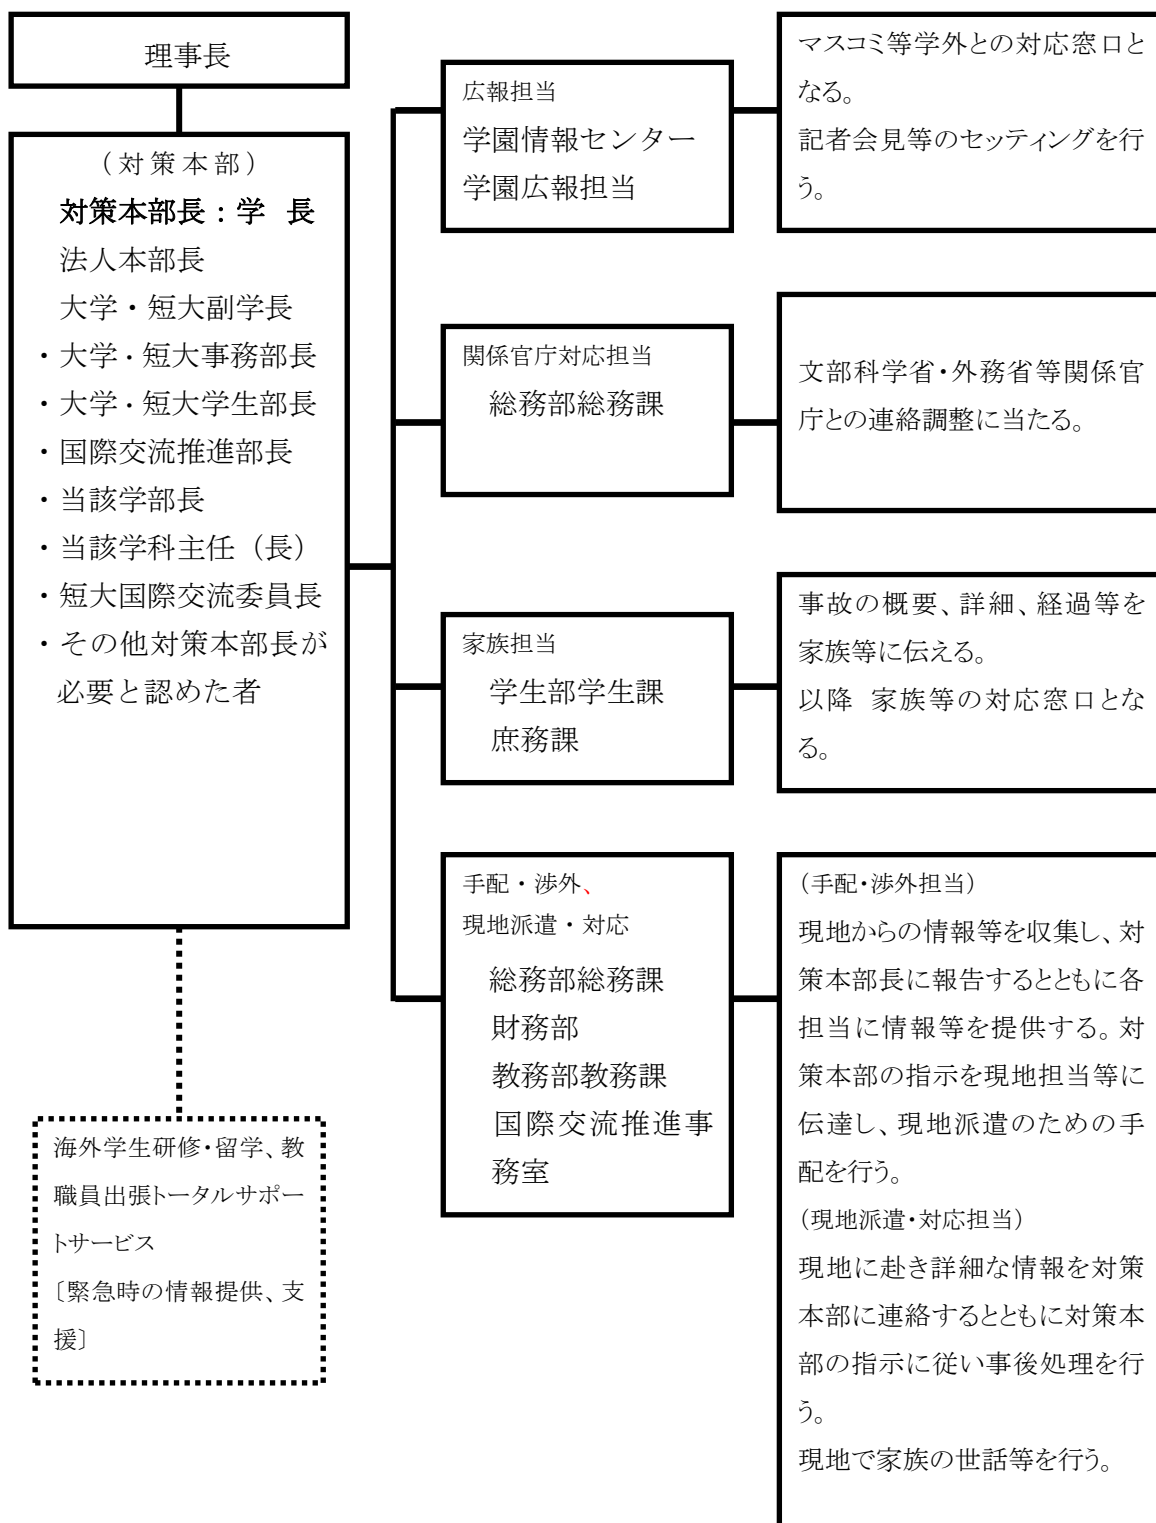 理事長
（対策本部）
対策本部長：学　長
法人本部長
大学・短大副学長
・大学・短大事務部長
・大学・短大学生部長
・国際交流推進部長
・当該学部長
・当該学科主任（長）
・短大国際交流委員長
・その他対策本部長が
必要と認めた者
海外学生研修・留学、教
職員出張トータルサポー
トサービス
〔緊急時の情報提供、支
援〕
広報担当
学園情報センター
学園広報担当
マスコミ等学外との対応窓口と
なる。
記者会見等のセッティングを行
う。
関係官庁対応担当
総務部総務課
文部科学省・外務省等関係官
庁との連絡調整に当たる。
家族担当
学生部学生課
庶務課
事故の概要、詳細、経過等を
家族等に伝える。
以降　家族等の対応窓口とな
る。
手配・渉外、
現地派遣・対応
総務部総務課
財務部
教務部教務課
国際交流推進事
務室
（手配・渉外担当）
現地からの情報等を収集し、対
策本部長に報告するとともに各
担当に情報等を提供する。対
策本部の指示を現地担当等に
伝達し、現地派遣のための手
配を行う。
（現地派遣・対応担当）
現地に赴き詳細な情報を対策
本部に連絡するとともに対策本
部の指示に従い事後処理を行
う。
現地で家族の世話等を行う。